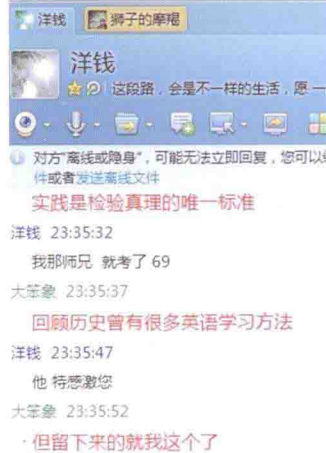 洋钱 狮子的摩羯
洋钱
这段路，会是不一样的生活，愿一
对方"离线或隐身"，可能无法立即回复，您可以
件或者发送离线文件
实践是检验真理的唯一标准
洋钱 23:35:32
我那师兄 就考了 69
大笨象 23:35:37
回顾历史曾有很多英语学习方法
洋钱 23:35:47
他 特感激您
大笨象 23:35:52
·但留下来的就我这个了